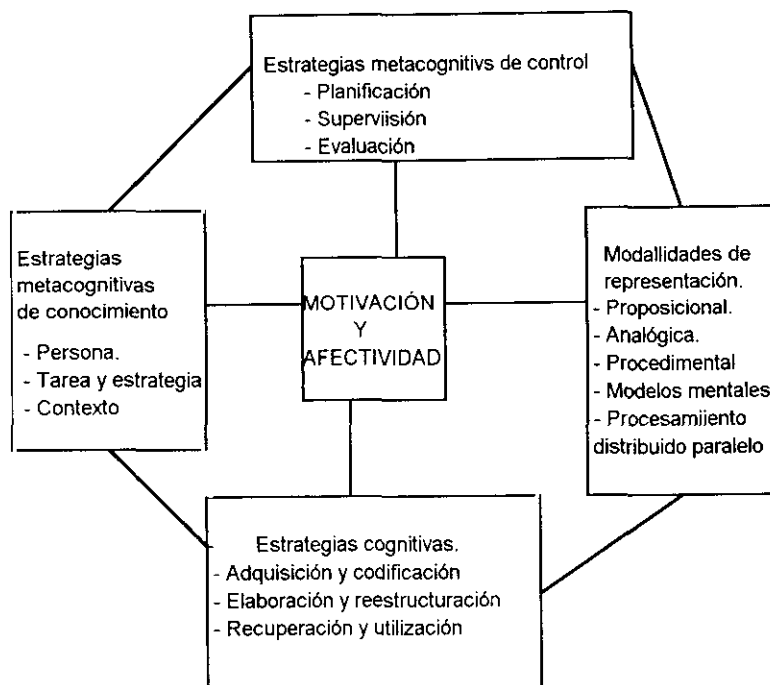 Estrategias metacognitivs de control
- Planificación
- Superviisión
- Evaluación
Estrategias
metacognitivas
de conocimiento
- Persona.
- Tarea y estrategia
- Contexto
MOTIVACIÓN
Y
AFECTIVIDAD
Modallidades de
representación.
- Proposicional.
- Analógica.
- Procedimental
- Modelos mentales
- Procesamiiento
distribuido paralelo
Estrategias cognitivas.
- Adquisición y codificación
- Elaboración y reestructuración
- Recuperación y utilización